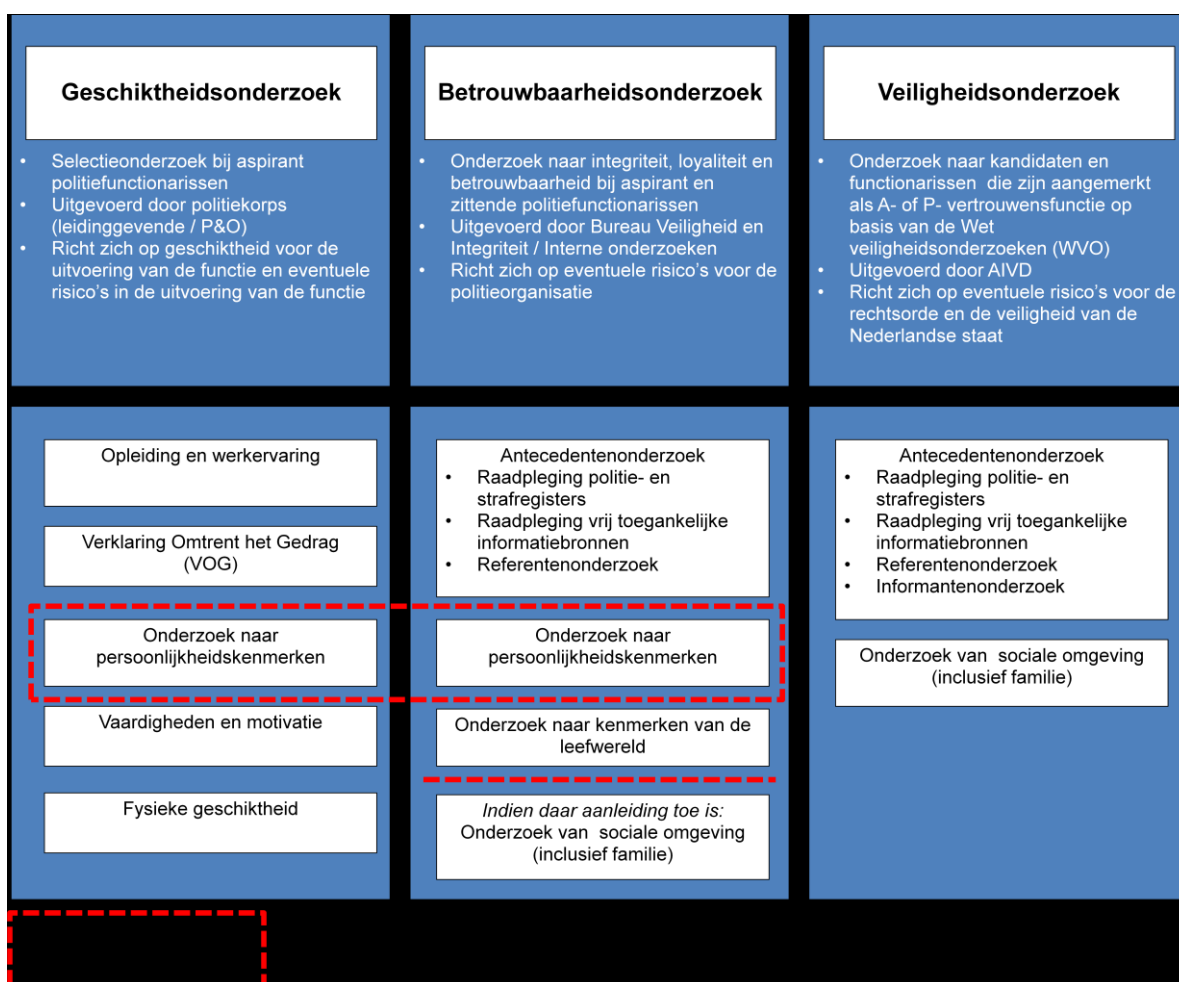 Geschiktheidsonderzoek
• Selectieonderzoek bij aspirant
politiefunctionarissen
• Uitgevoerd door politiekorps
(leidinggevende / P&O)
• Richt zich op geschiktheid voor de
uitvoering van de functie en eventuele
risico's in de uitvoering van de functie
Betrouwbaarheidsonderzoek
• Onderzoek naar integriteit, loyaliteit en
betrouwbaarheid bij aspirant en
zittende politiefunctionarissen
• Uitgevoerd door Bureau Veiligheid en
Integriteit / Interne onderzoeken
• Richt zich op eventuele risico's voor de
politieorganisatie
Veiligheidsonderzoek
• Onderzoek naar kandidaten en
functionarissen die zijn aangemerkt
als A- of P- vertrouwensfunctie op
basis van de Wet
veiligheidsonderzoeken (WVO)
• Uitgevoerd door AIVD
• Richt zich op eventuele risico's voor de
rechtsorde en de veiligheid van de
Nederlandse staat
Opleiding en werkervaring
Verklaring Omtrent het Gedrag
(VOG)
Onderzoek naar
persoonlijkheidskenmerken
Vaardigheden en motivatie
Fysieke geschiktheid
Antecedentenonderzoek
• Raadpleging politie- en
strafregisters
• Raadpleging vrij toegankelijke
informatiebronnen
• Referentenonderzoek
Onderzoek naar
persoonlijkheidskenmerken
Onderzoek naar kenmerken van de
leefwereld
Indien daar aanleiding toe is:
Onderzoek van sociale omgeving
(inclusief familie)
Antecedentenonderzoek
• Raadpleging politie- en
strafregisters
• Raadpleging vrij toegankelijke
informatiebronnen
• Referentenonderzoek
• Informantenonderzoek
Onderzoek van sociale omgeving
(inclusief familie)